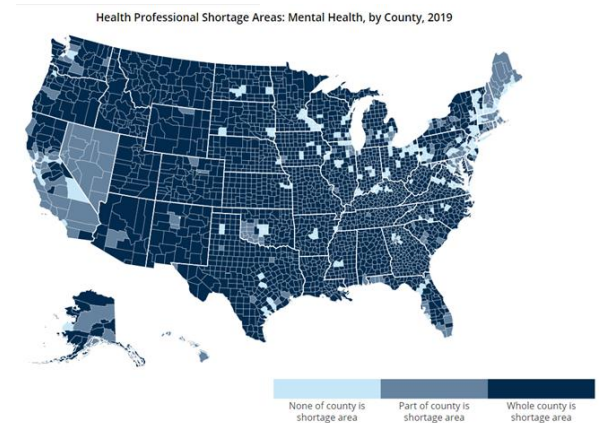 Health Professional Shortage Areas: Mental Health, by County, 2019
None of county is
shortage area
Part of county is
shortage area
Whole county is
shortage area